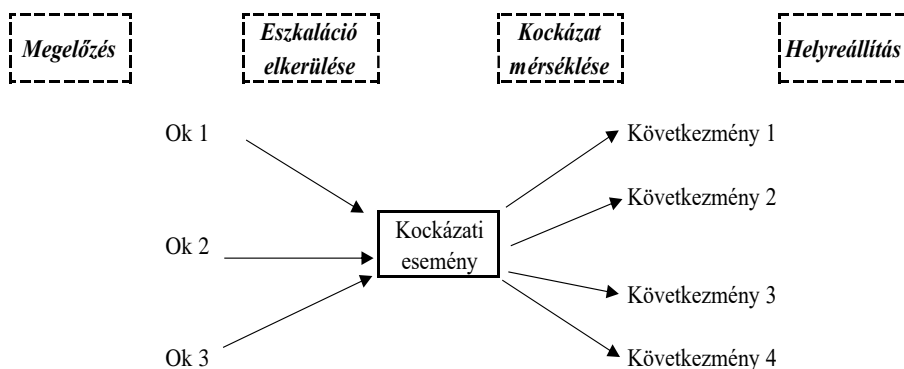 Megelőzés
Eszkaláció
elkerülése
Kockázat
mérséklése
Helyreállítás
Ok 1
Következmény 1
Következmény 2
Ok 2
Kockázati
esemény
Következmény 3
Ok 3
Következmény 4